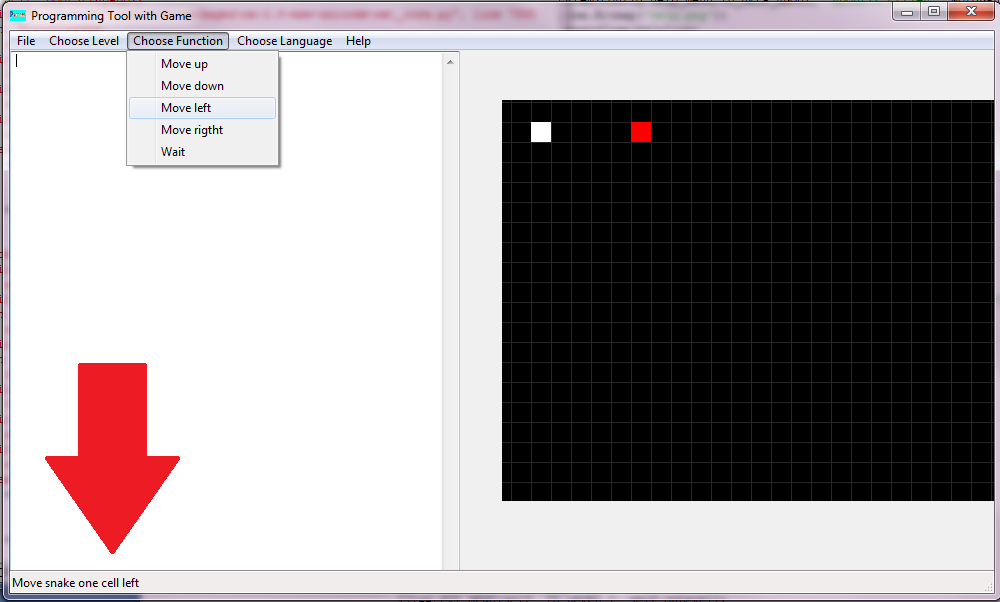 Programming Tool with Game
File Choose Level Choose Function Choose Language Help
Move up
Move down
Move left
Move rigtht
Wait
Move snake one cell left